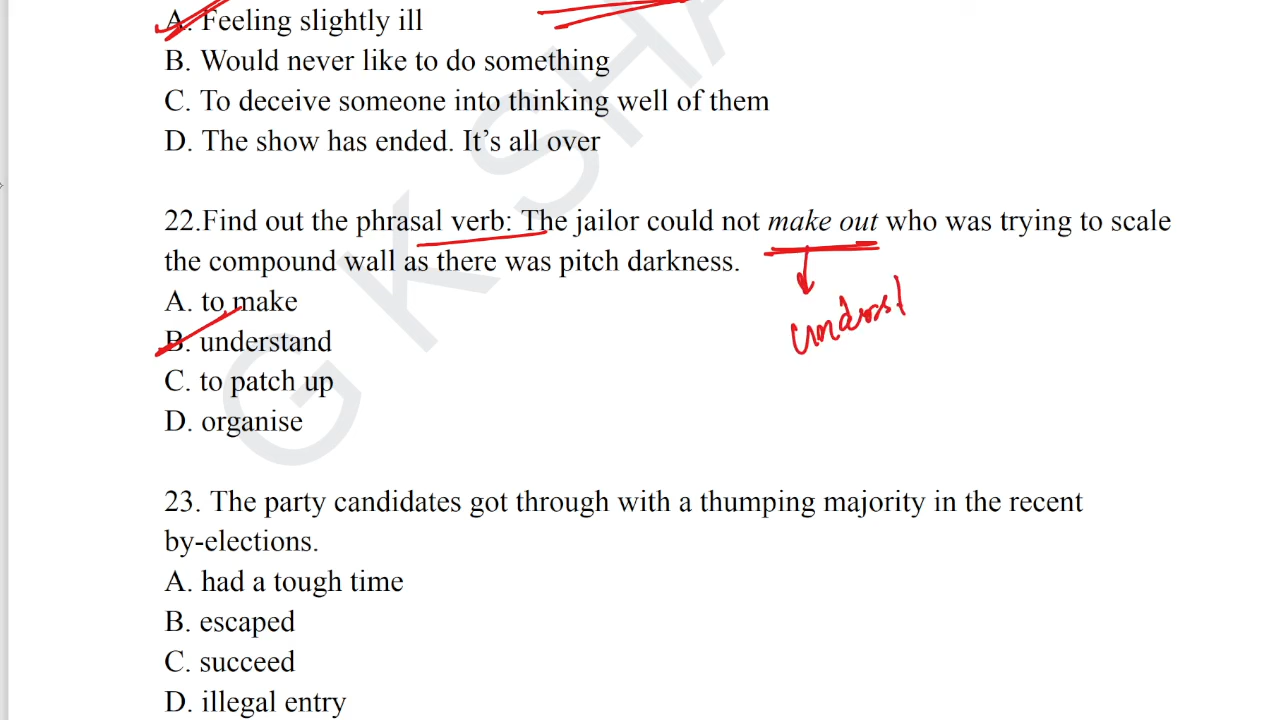 A. Feeling slightly ill
B. Would never like to do something
C. To deceive someone into thinking well of them
D. The show has ended. It’s all over
22.Find out the phrasal verb: The jailor could not make out who was trying to scale
the compound wall as there was pitch darkness.
A. to make
B. understand
C. to patch up
D. organise
underst
23. The party candidates got through with a thumping majority in the recent
by-elections.
A. had a tough time
B. escaped
C. succeed
D. illegal entry
G K SHA